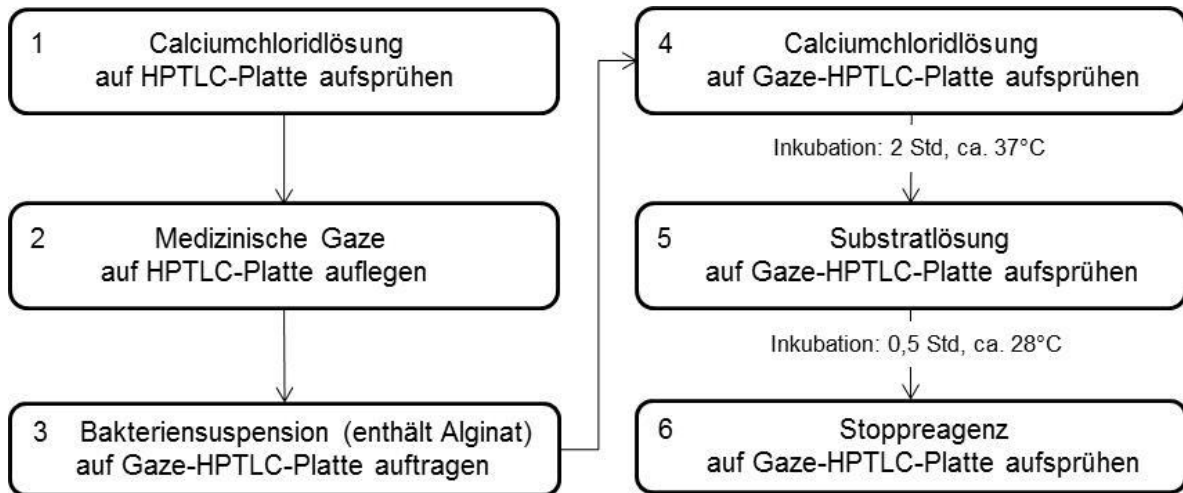 1 Calciumchloridlösung
auf HPTLC-Platte aufsprühen
2 Medizinische Gaze
auf HPTLC-Platte auflegen
3 Bakteriensuspension (enthält Alginat)
auf Gaze-HPTLC-Platte auftragen
4 Calciumchloridlösung
auf Gaze-HPTLC-Platte aufsprühen
Inkubation: 2 Std, ca. 37°C
5 Substratlösung
auf Gaze-HPTLC-Platte aufsprühen
Inkubation: 0,5 Std, ca. 28°C
6 Stoppreagenz
auf Gaze-HPTLC-Platte aufsprühen